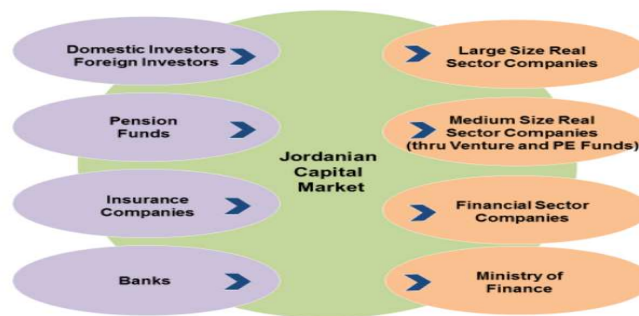 Domestic Investors
Foreign Investors
Pension
Funds
Insurance
Companies
Banks
Jordanian
Capital
Market
Large Size Real
Sector Companies
Medium Size Real
Sector Companies
(thru Venture and PE Funds)
Financial Sector
Companies
Ministry of
Finance